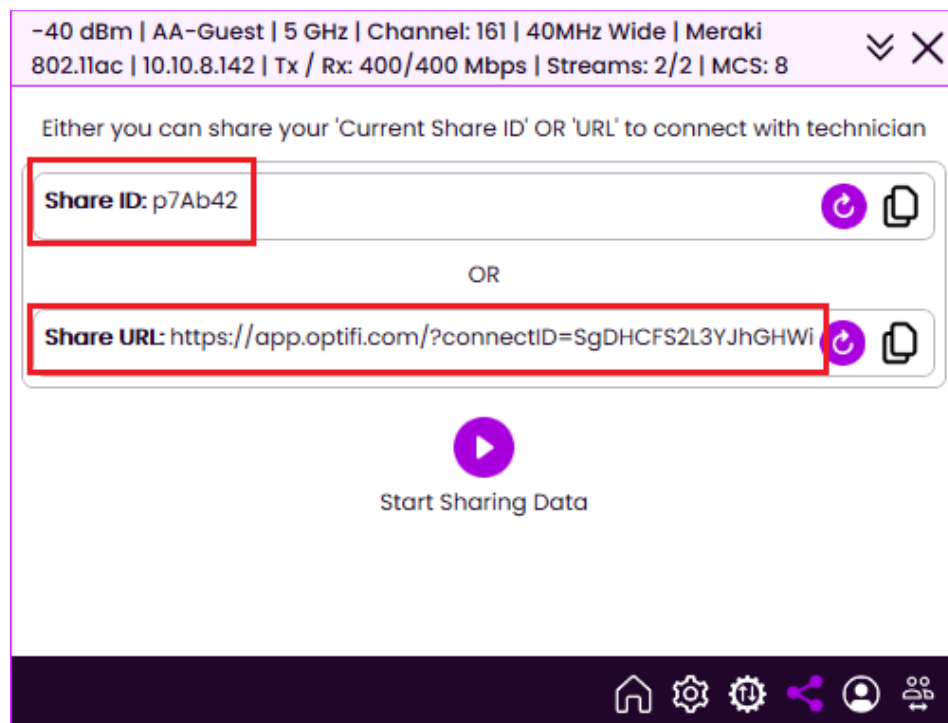 -40 dBm | AA-Guest | 5 GHz | Channel: 161 | 40MHz Wide | Meraki
802.11ac | 10.10.8.142 | Tx / Rx: 400/400 Mbps | Streams: 2/2 | MCS: 8
Either you can share your 'Current Share ID' OR 'URL' to connect with technician
Share ID: p7Ab42
OR
Share URL: https://app.optifi.com/?connectID=SgDHCFS2L3YJhGHWi
Start Sharing Data